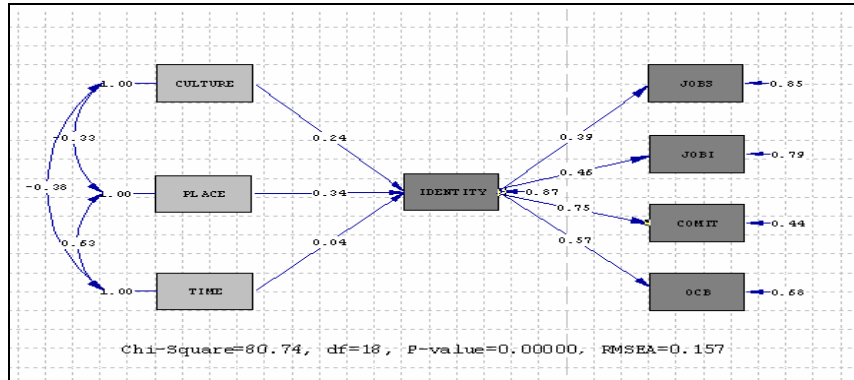 1.00 CULTURE JOBS 0.85
-0.33 0.24 0.39
JOBI 0.79
0.46
-0.38 1.00 PLACE 0.34 IDENTITY 0.87
0.75
COMIT 0.44
0.53 0.04 0.57
1.00 TIME OCB 0.68
Chi-Square=80.74, df=18, P-value=0.00000, RMSEA=0.157